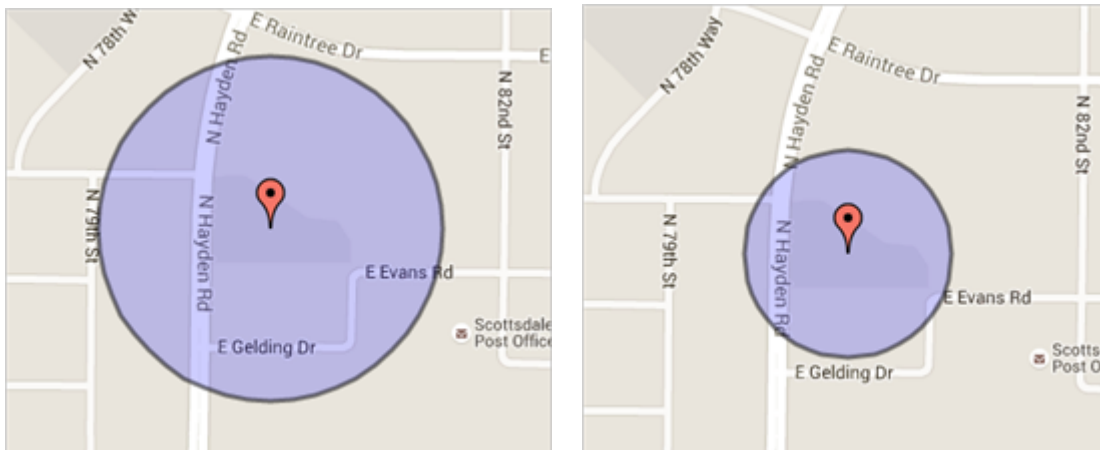 N 78th W
E Raintree Dr
E
N Hayden Rd
N 82nd St
N 79th St
N Hayden Rd
E Evans Rd
Scottsdale
Post Office
E Gelding Dr
N 78th Way
E Raintree Dr
N Hayden Rd
N 82nd St
N 79th St
N Hayden Rd
E Evans Rd
Scotts
Post O
E Gelding Dr